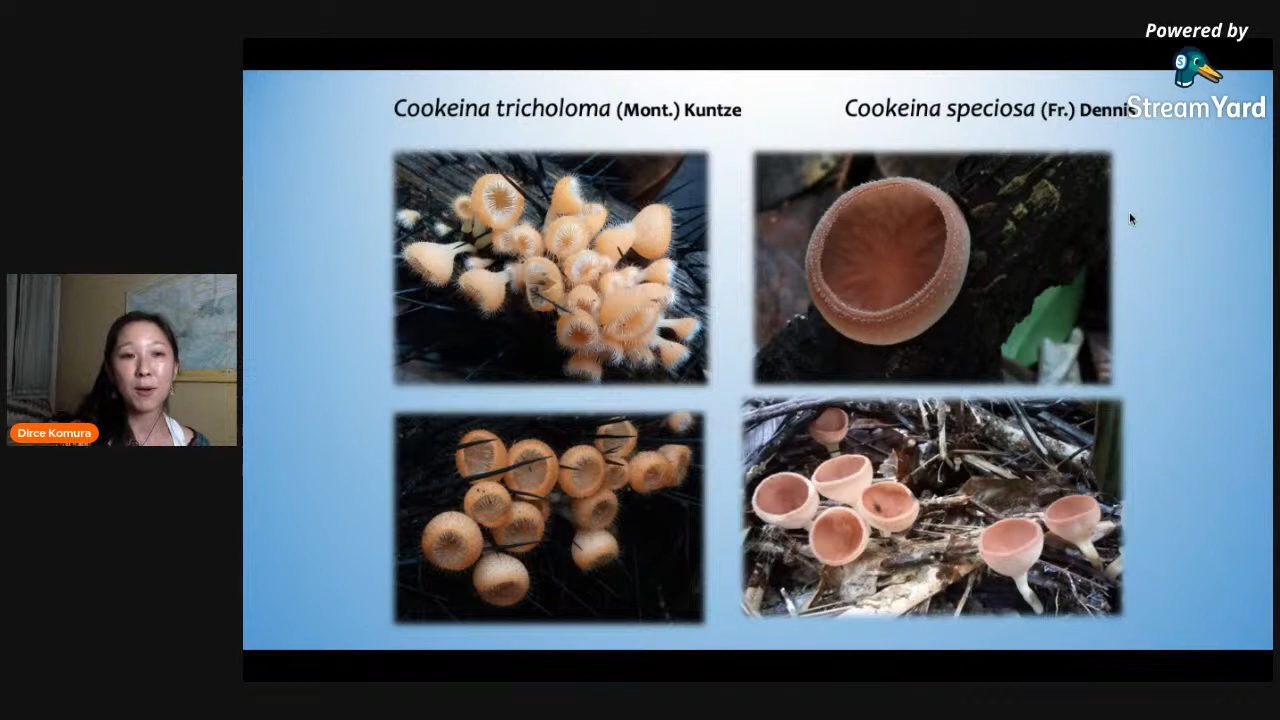 Powered by
StreamYard
Cookeina tricholoma (Mont.) Kuntze
Cookeina speciosa (Fr.) Dennis
Dirce Komura